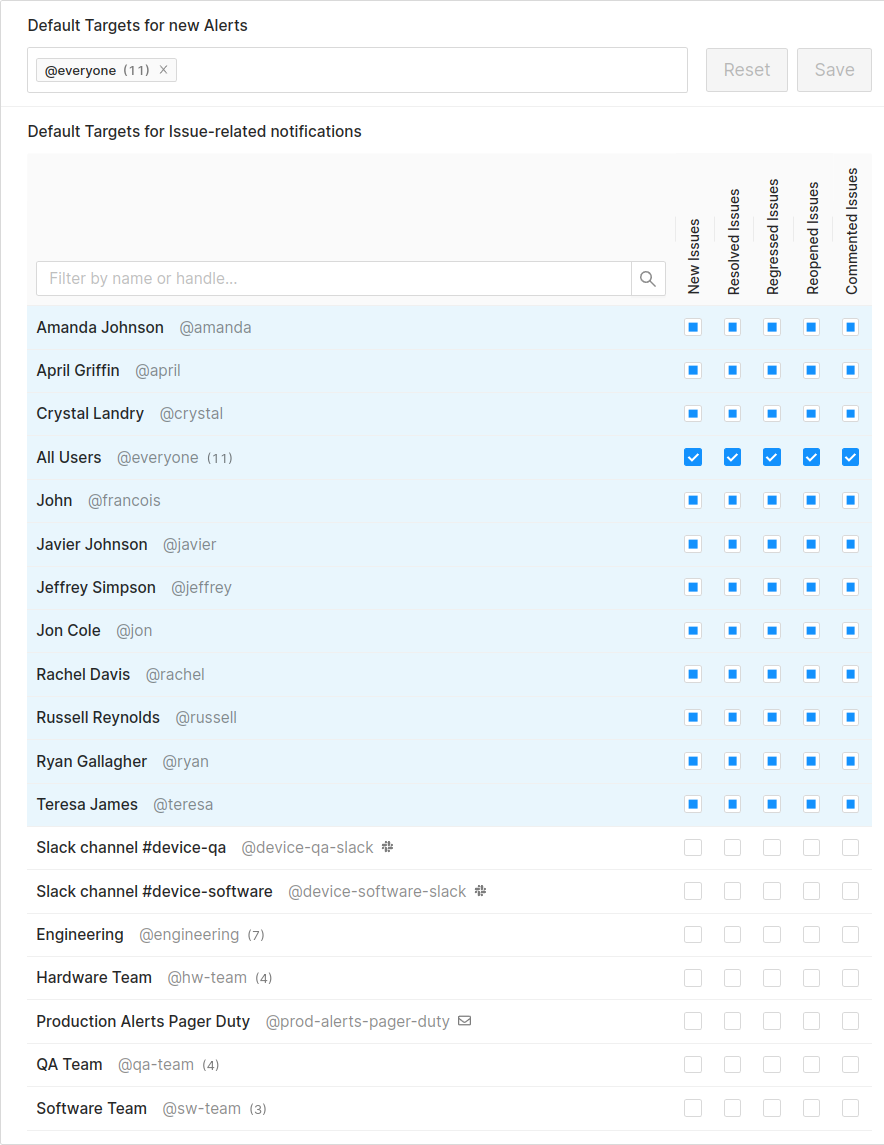 Default Targets for new Alerts
@everyone (11) X
Reset
Save
Default Targets for Issue-related notifications
New Issues
Resolved Issues
Regressed Issues
Reopened Issues
Commented Issues
Filter by name or handle...
Amanda Johnson @amanda
April Griffin @april
Crystal Landry @crystal
All Users @everyone (11)
John @francois
Javier Johnson @javier
Jeffrey Simpson @jeffrey
Jon Cole @jon
Rachel Davis @rachel
Russell Reynolds @russell
Ryan Gallagher @ryan
Teresa James @teresa
Slack channel #device-qa @device-qa-slack
Slack channel #device-software @device-software-slack
Engineering @engineering (7)
Hardware Team @hw-team (4)
Production Alerts Pager Duty @prod-alerts-pager-duty
QA Team @qa-team (4)
Software Team @sw-team (3)